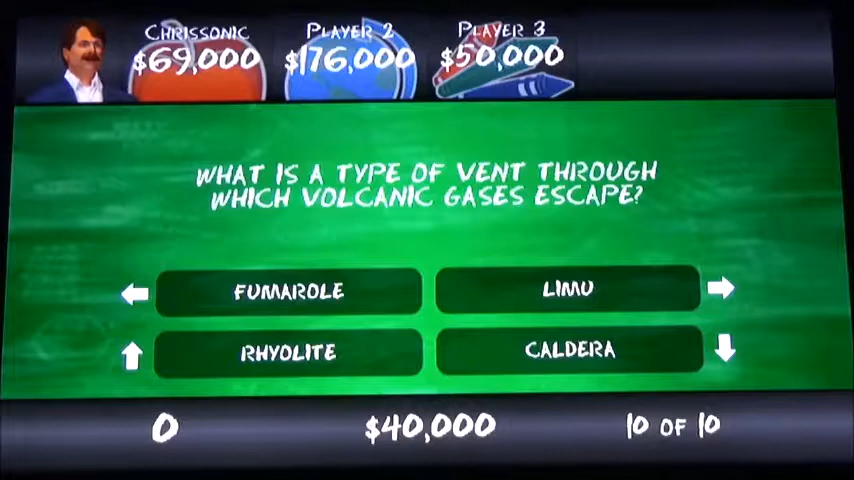 CHRISSONIC PLAYER 2 PLAYER 3
$69,000 $176,000 $50,000
WHAT IS A TYPE OF VENT THROUGH
WHICH VOLCANIC GASES ESCAPE?
FUMAROLE LIMU
RHYOLITE CALDERA
0 $40,000 10 OF 10